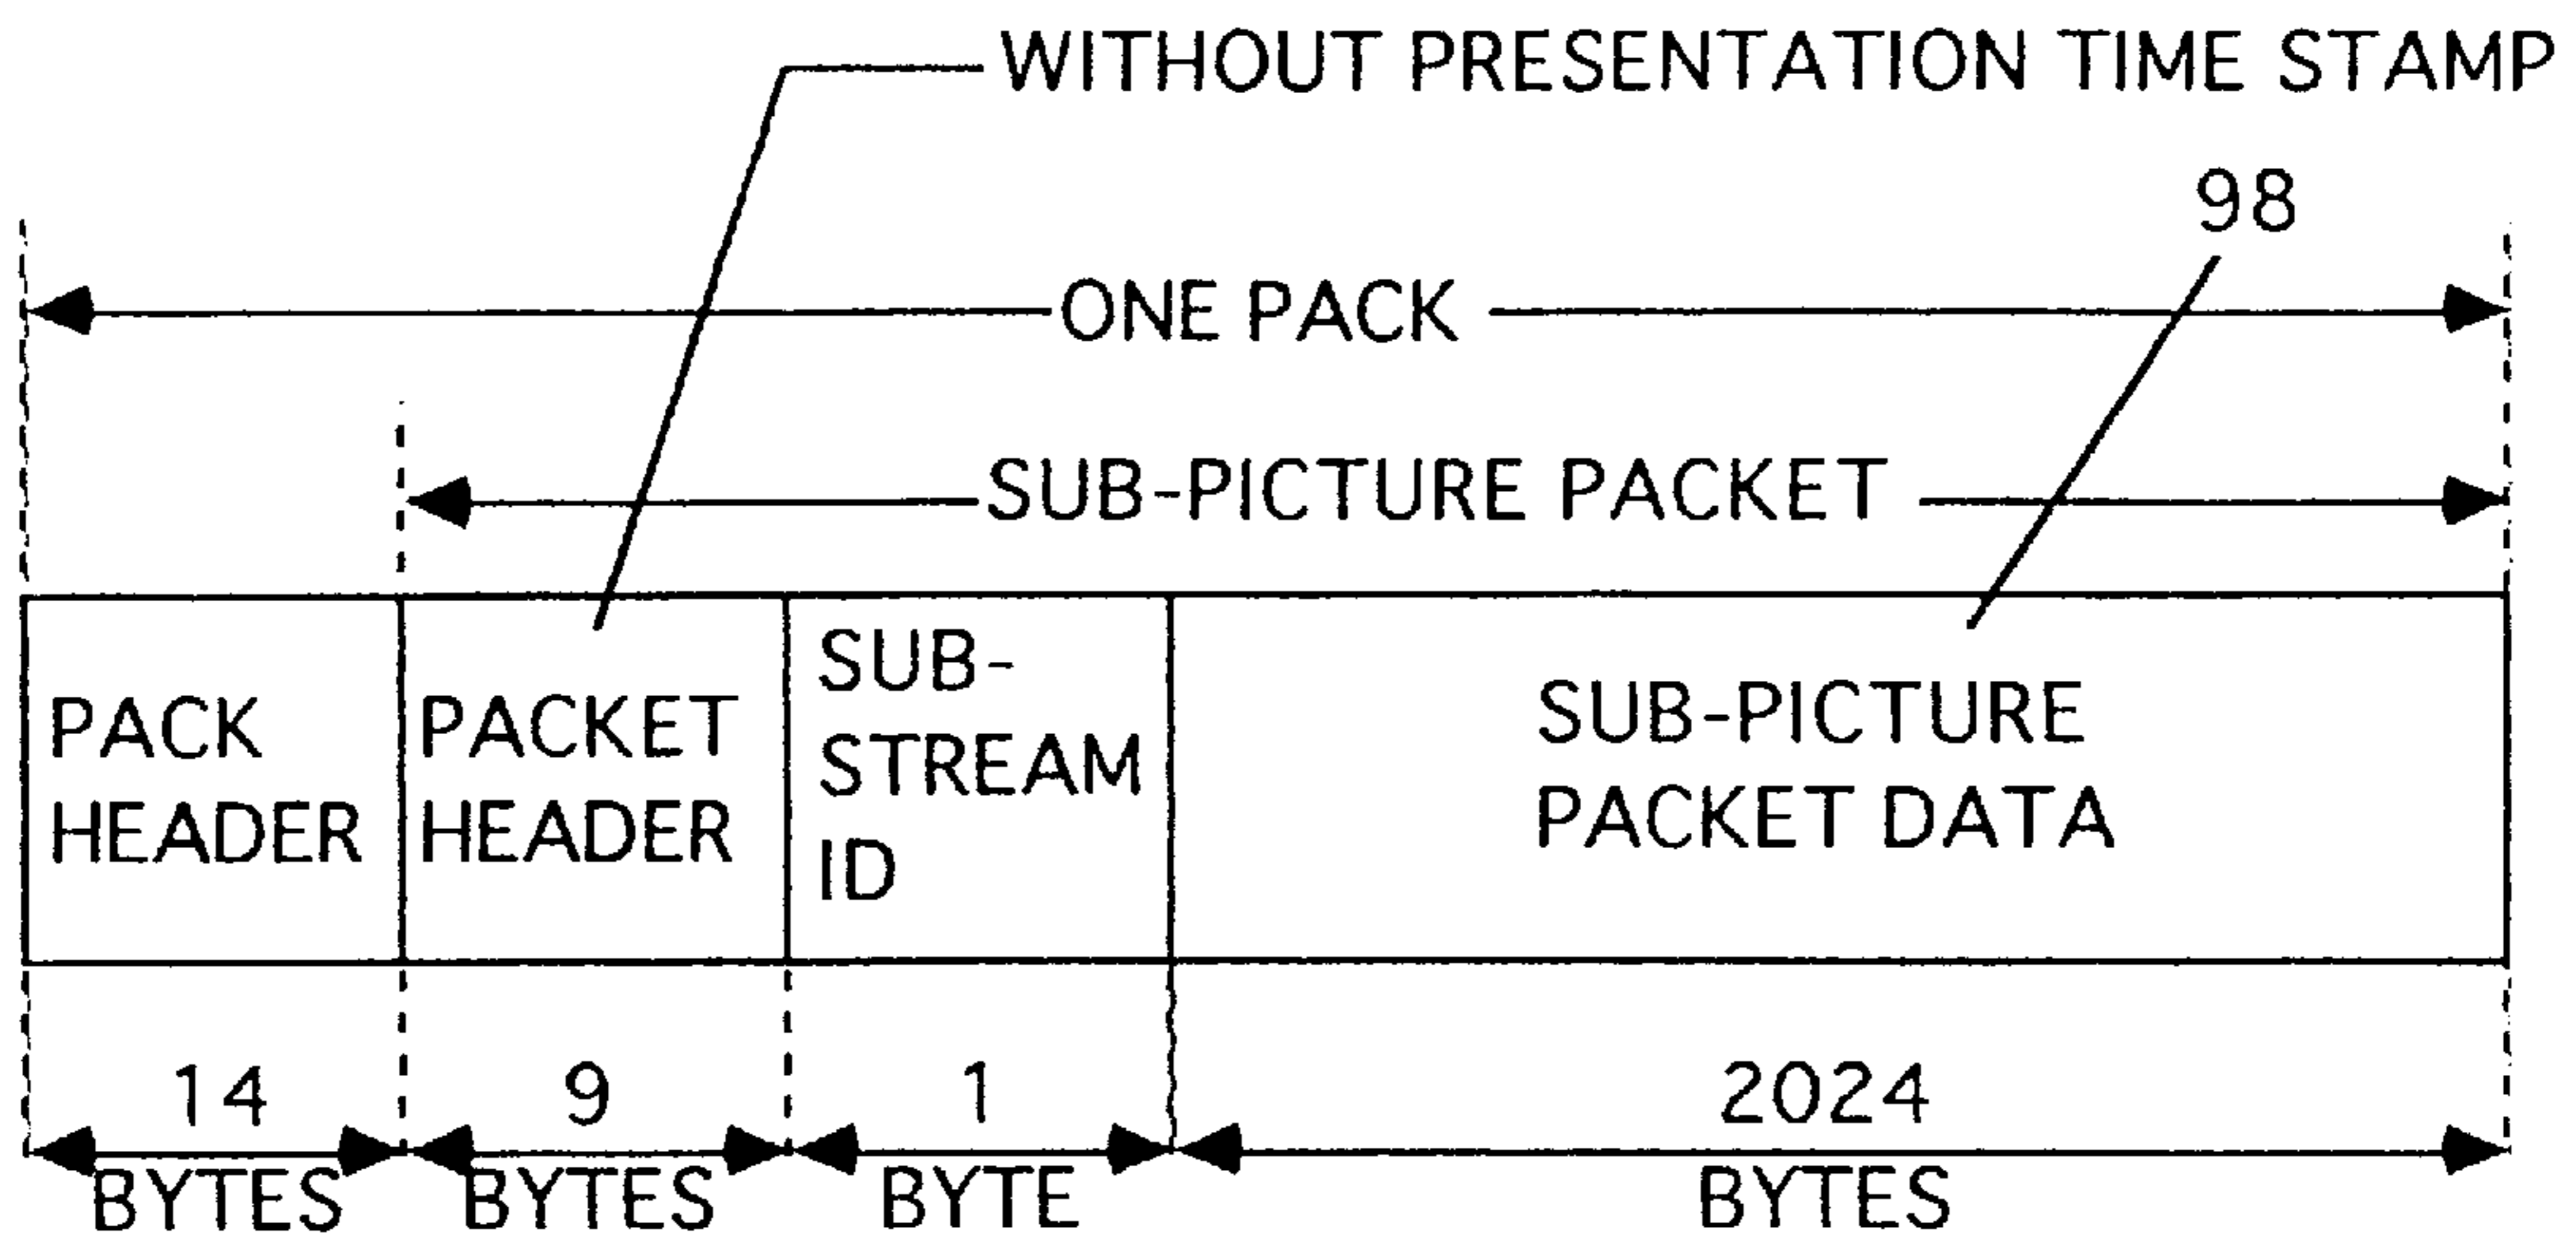 WITHOUT PRESENTATION TIME STAMP
98
ONE PACK
SUB-PICTURE PACKET
PACK
HEADER
PACKET
HEADER
SUB-
STREAM
ID
SUB-PICTURE
PACKET DATA
14
BYTES
9
BYTES
1
BYTE
2024
BYTES